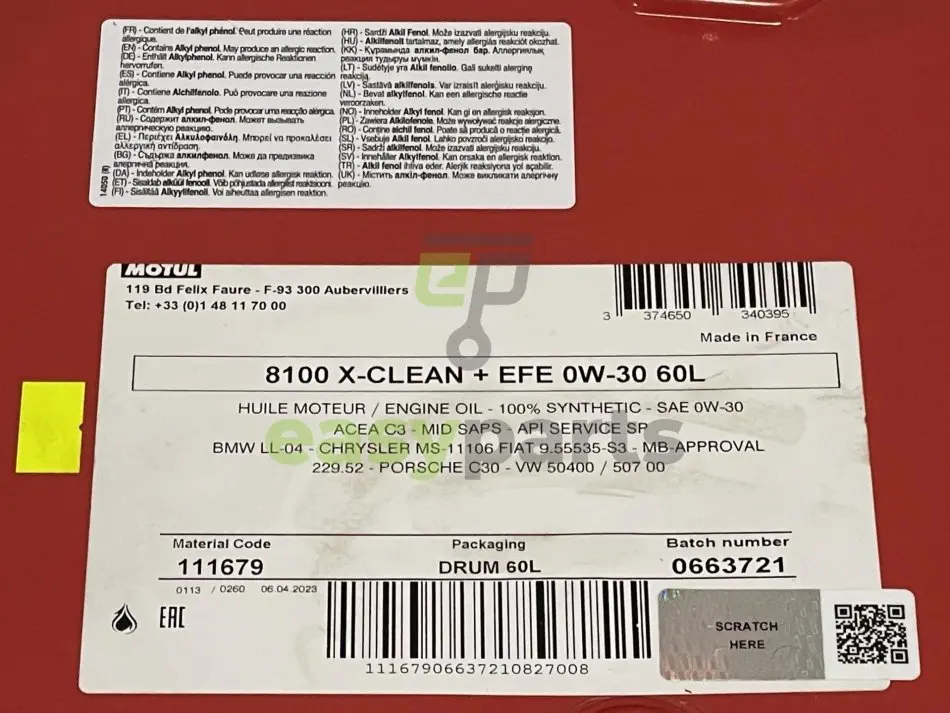 (FR) - Contient de l'alkyl phénol. Peut produire une réaction
allergique.
(EN) - Contains Alkyl phenol. May produce an allergic reaction.
(DE) - Enthält Alkylphenol. Kann allergische Reaktionen
hervorrufen.
(ES) - Contiene Alkyl phenol. Puede provocar una reacción
alérgica.
(IT) - Contiene Alchilfenolo. Può provocare una reazione
allergica.
(PT) - Contém Alkyl phenol. Pode provocar uma reacção alérgica.
(RU) - Содержит алкил-фенол. Может вызывать
аллергическую реакцию.
(EL) - Περιέχει Αλκυλοφαινόλη. Μπορεί να προκαλέσει
αλλεργική αντίδραση.
(BG) - Съдържа алкилфенол. Може да предизвика
алергична реакция.
(DA) - Indeholder Alkyl phenol. Kan udløse allergisk reaktion.
(ET) - Sisaldab alküül fenooli. Võib põhjustada allergilist reaktsiooni.
(FI) - Sisältää Alkyylifenoli. Voi aiheuttaa allergisen reaktion.
(HR) - Sardži Alkil Fenol. Može izazvati alergijsku reakciju.
(HU) - Alkilfenolt tartalmaz, amely allergiás reakciót okozhat.
(KK) - Құрамында алкил-фенол бар. Аллергиялық
реакция тудыруы мүмкін.
(LT) - Sudėtyje yra Alkil fenolio. Gali sukelti alerginę
reakciją.
(LV) - Sastāvā alkilfenols. Var izraisīt alerģisku reakciju.
(NL) - Bevat alkylfenol. Kan een allergische reactie
veroorzaken.
(NO) - Inneholder Alkyl fenol. Kan gi en allergisk reaksjon.
(PL) - Zawiera Alkilofenole. Może wywoływać reakcje alergiczne.
(RO) - Conține alchil fenol. Poate să producă o reacție alergică.
(SL) - Vsebuje Alkil fenol. Lahko povzroči alergijsko reakcijo.
(SR) - Sadrži alkilfenol. Može izazvati alergijsku reakciju.
(SV) - Innehåller Alkylfenol. Kan orsaka en allergisk reaktion.
(TR) - Alkil fenol ihtiva eder. Alerjik reaksiyona yol açabilir.
(UK) - Містить алкіл-фенол. Може викликати алергічну
реакцію.
14050 (R)
MOTUL
119 Bd Felix Faure - F-93 300 Aubervilliers
Tel: +33 (0)1 48 11 70 00
3 374650 340395
Made in France
8100 X-CLEAN + EFE 0W-30 60L
HUILE MOTEUR / ENGINE OIL - 100% SYNTHETIC - SAE 0W-30
ACEA C3 - MID SAPS - API SERVICE SP
BMW LL-04 - CHRYSLER MS-11106 FIAT 9.55535-S3 - MB-APPROVAL
229.52 - PORSCHE C30 - VW 50400 / 507 00
easyparts
Material Code
111679
Packaging
DRUM 60L
Batch number
0663721
0113 / 0260 06.04.2023
EAC
11167906637210827008
SCRATCH
HERE